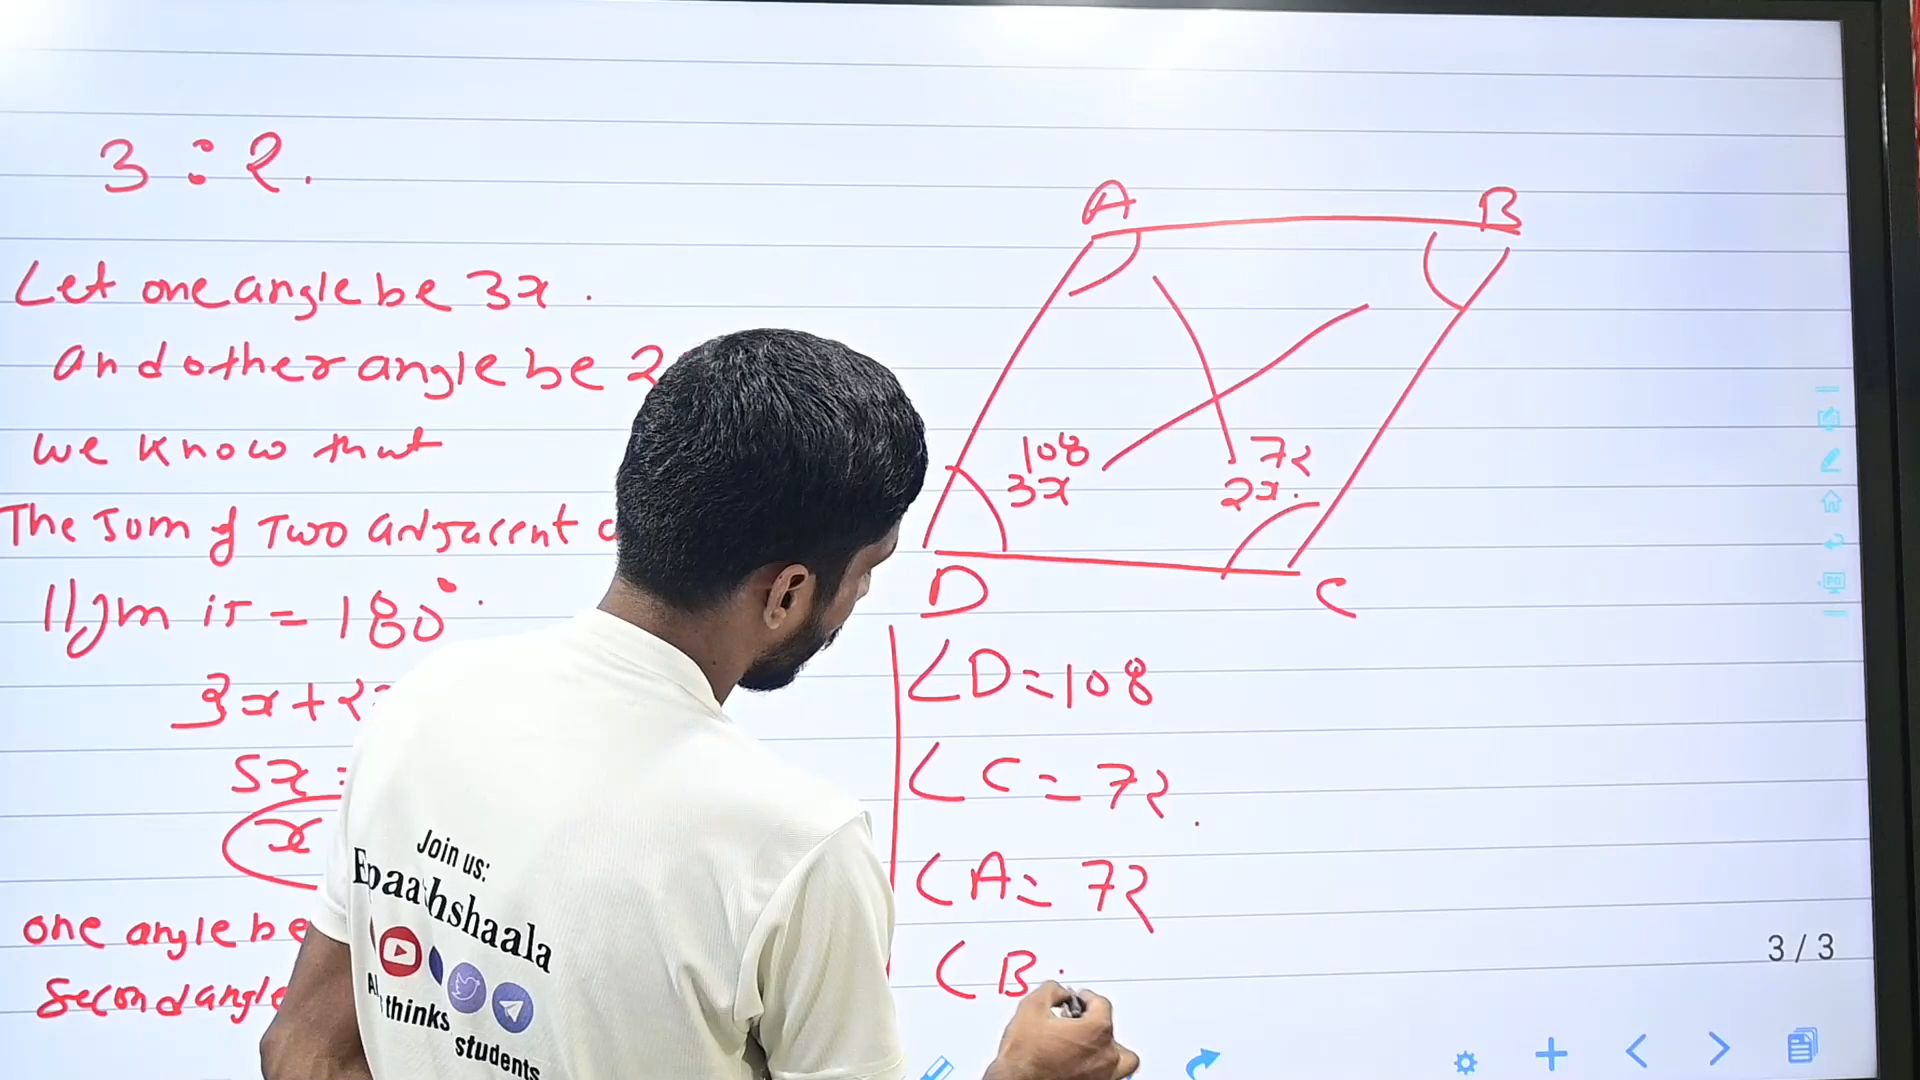 3 : 2.
Let one angle be 3x.
and other angle be 2
we know that
The sum of Two adjacent
||gm is = 180°.
3x+2
5x =
x
one angle be
Second angle
A B
108 72
3x 2x.
D C
∠D=108
∠C=72.
∠A=72
∠B
Join us:
Epaathshaala
thinks
students
3/3